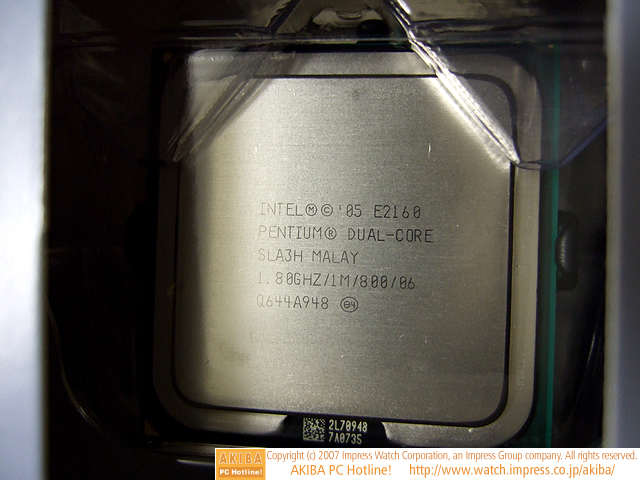 INTELⓂ© '05 E2160
PENTIUM® DUAL-CORE
SLA3H MALAY
1.80GHZ/1M/800/06
Q644A948 e4
2L70948
7A0735
AKIBA PC Hotline!
Copyright (c) 2007 Impress Watch Corporation, an Impress Group company. All rights reserved.
AKIBA PC Hotline! http://www.watch.impress.co.jp/akiba/